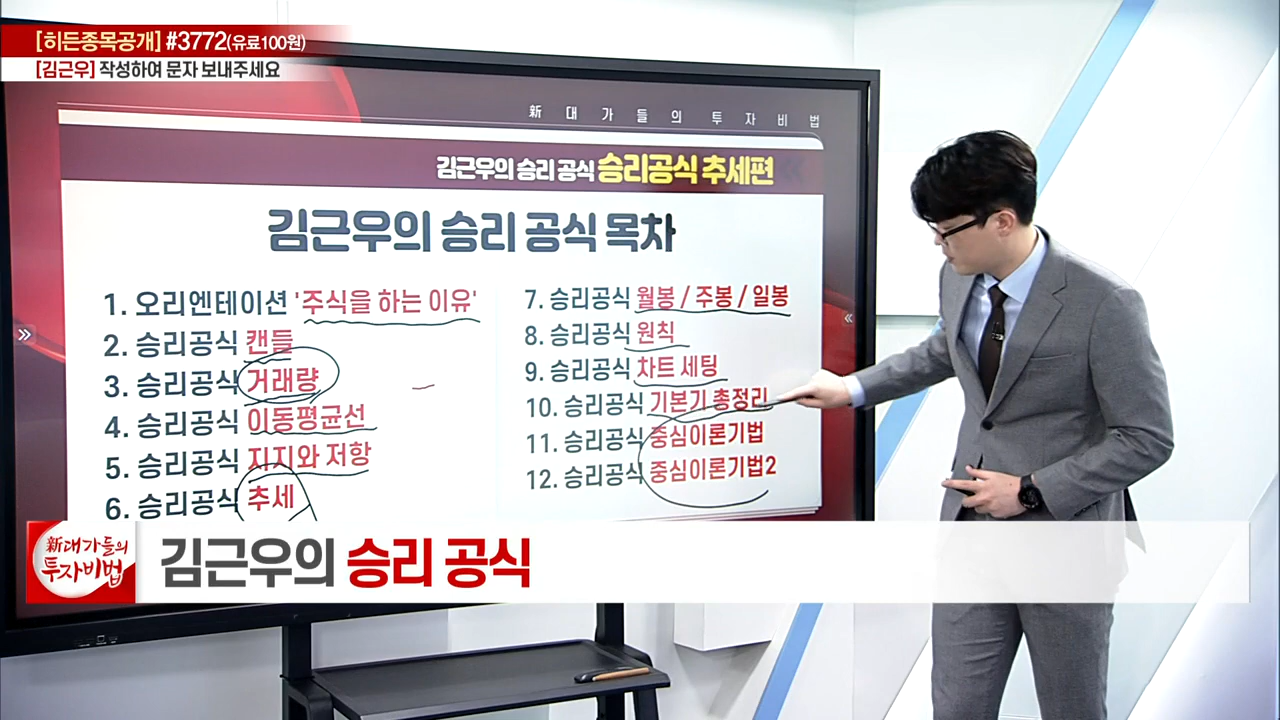 [히든종목공개] #3772(유료100원)
[김근우] 작성하여 문자 보내주세요
新 대 가 들 의 투 자 비 법
김근우의 승리 공식 승리공식 추세편
김근우의 승리 공식 목차
1. 오리엔테이션 '주식을 하는 이유'
2. 승리공식 캔들
3. 승리공식 거래량
4. 승리공식 이동평균선
5. 승리공식 지지와 저항
6. 승리공식 추세
7. 승리공식 월봉 / 주봉 / 일봉
8. 승리공식 원칙
9. 승리공식 차트 세팅
10. 승리공식 기본기 총정리
11. 승리공식 중심이론기법
12. 승리공식 중심이론기법2
新대가들의
투자비법
김근우의 승리 공식